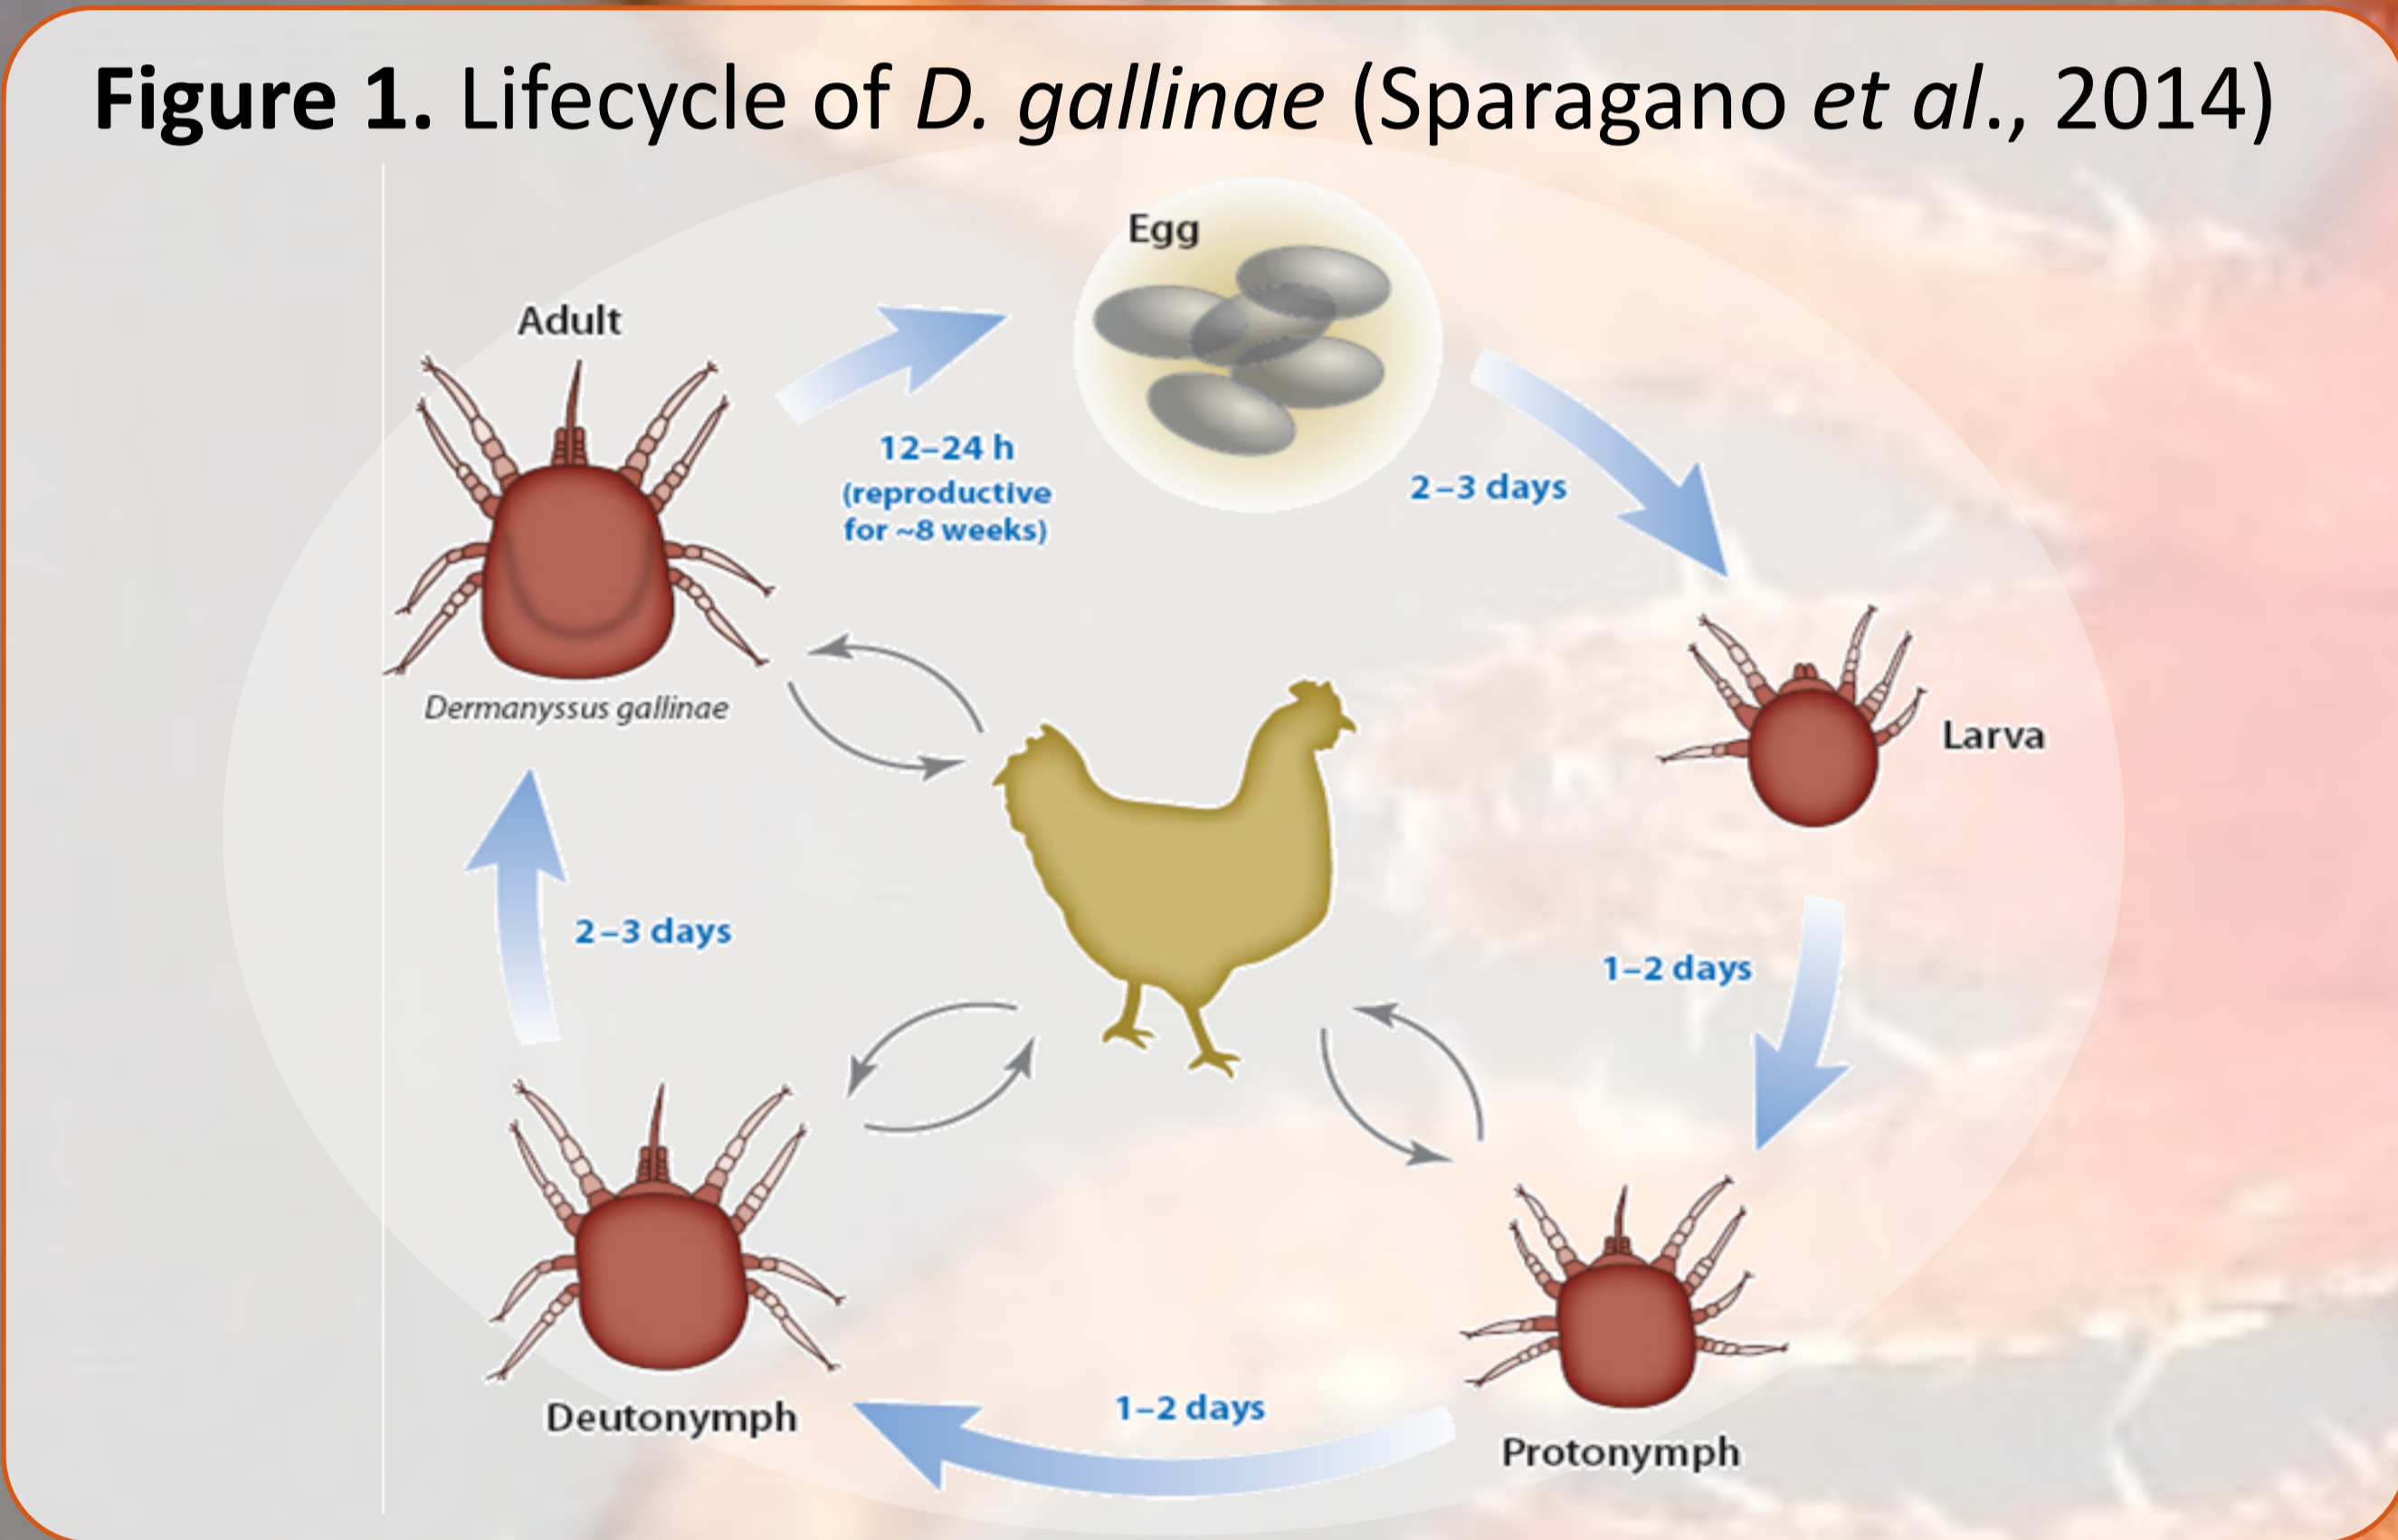 Figure 1. Lifecycle of D. gallinae (Sparagano et al., 2014)
Egg
Adult
12–24 h
(reproductive
for ~8 weeks)
2–3 days
Dermanyssus gallinae
Larva
2–3 days
1–2 days
Deutonymph
1–2 days
Protonymph